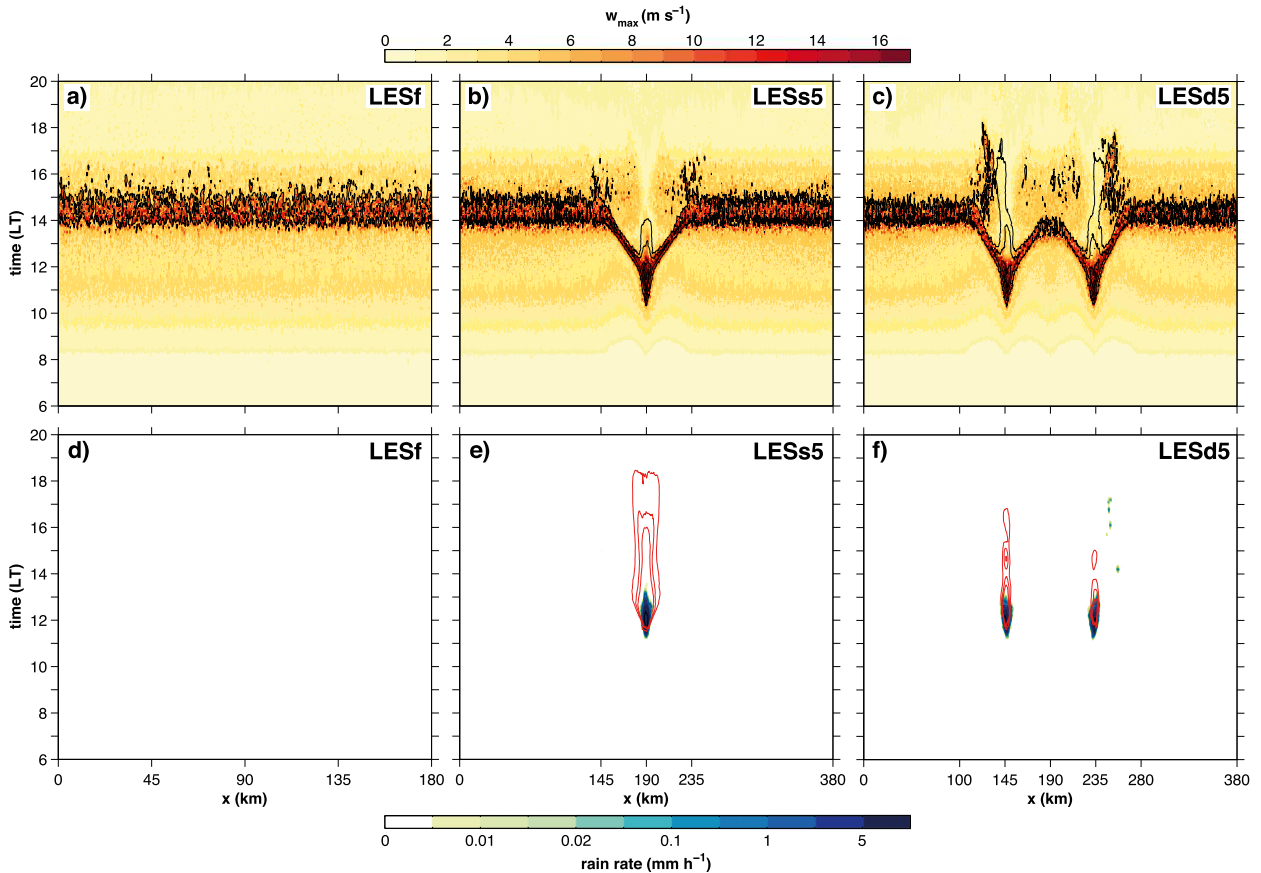 w_max (m s⁻¹)
0 2 4 6 8 10 12 14 16
a) LESf b) LESs5 c) LESd5
20
18
16
14
12
10
8
6
time (LT)
d) LESf e) LESs5 f) LESd5
20
18
16
14
12
10
8
6
time (LT)
0 45 90 135 180 0 145 190 235 380 0 100 145 190 235 280 380
x (km) x (km) x (km)
0 0.01 0.02 0.1 1 5
rain rate (mm h⁻¹)